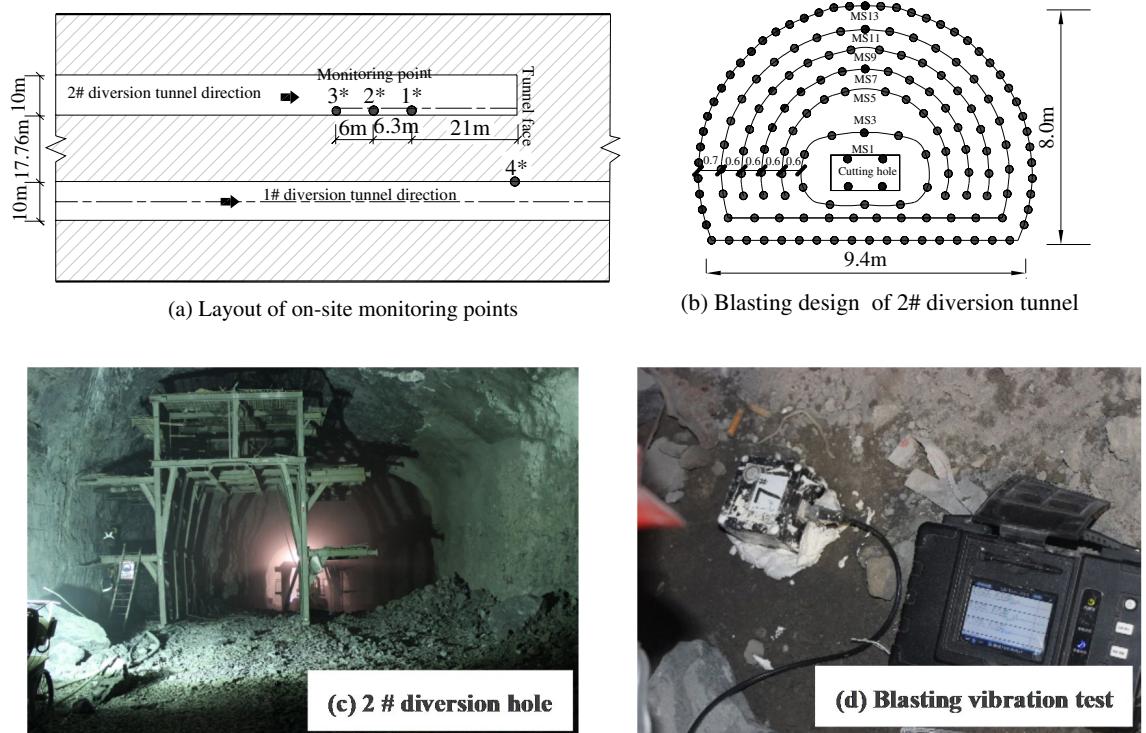 Monitoring point
2# diversion tunnel direction
3* 2* 1*
6m 6.3m 21m
Tunnel face
10m
17.76m
10m
4*
1# diversion tunnel direction
(a) Layout of on-site monitoring points
MS13
MS11
MS9
MS7
MS5
MS3
MS1
Cutting hole
0.7 0.6 0.6 0.6 0.6
8.0m
9.4m
(b) Blasting design of 2# diversion tunnel
(c) 2 # diversion hole
(d) Blasting vibration test